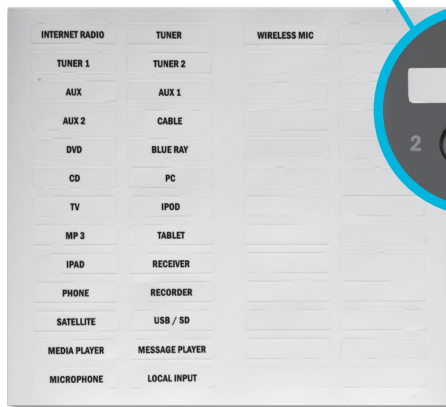 INTERNET RADIO TUNER WIRELESS MIC
TUNER 1 TUNER 2
AUX AUX 1
AUX 2 CABLE
DVD BLUE RAY
CD PC
TV IPOD
MP 3 TABLET
IPAD RECEIVER
PHONE RECORDER
SATELLITE USB / SD
MEDIA PLAYER MESSAGE PLAYER
MICROPHONE LOCAL INPUT
2